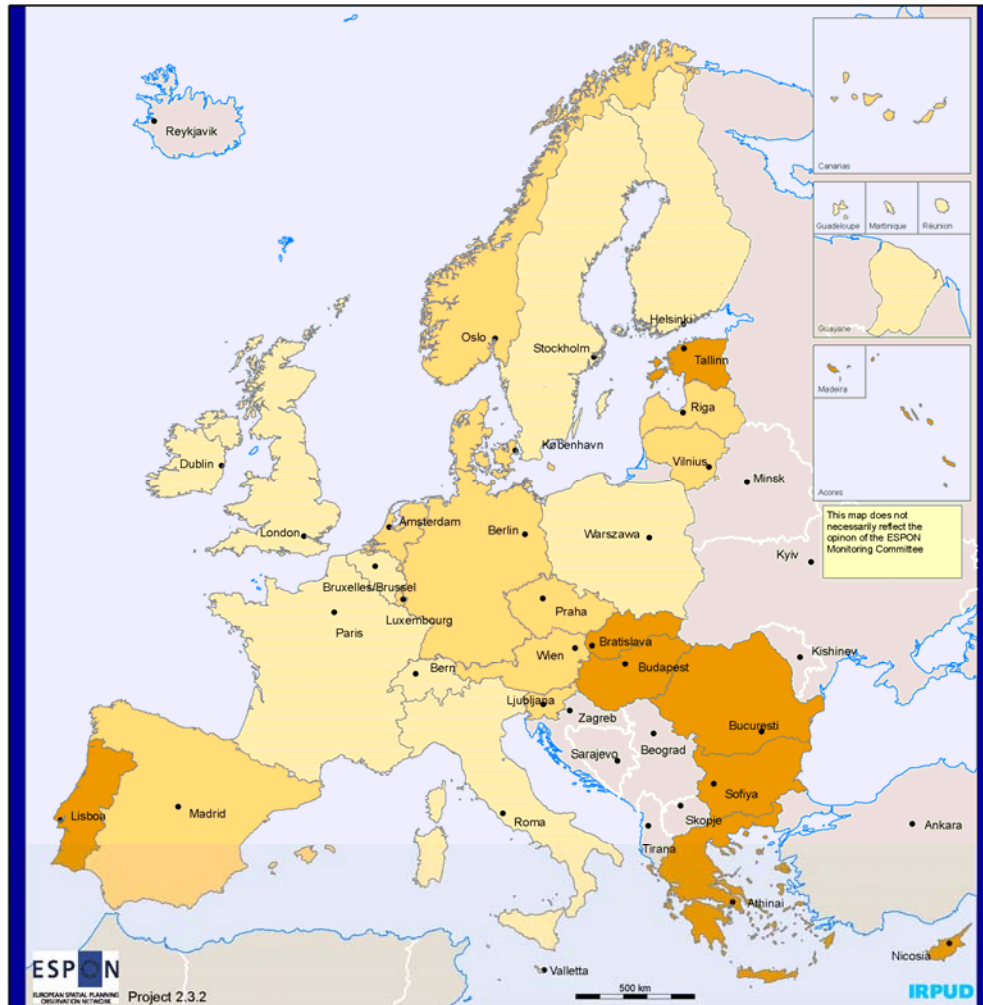 Reykjavik
Canarias
Guadeloupe
Martinique
Réunion
Guayane
Helsinki
Oslo
Stockholm
Tallinn
Madeira
Riga
København
Dublin
Vilnius
Minsk
Acores
Amsterdam
London
Berlin
Warszawa
This map does not
necessarily reflect the
opinon of the ESPON
Monitoring Committee
Kyiv
Bruxelles/Brussel
Praha
Luxembourg
Paris
Bratislava
Wien
Kishinev
Bern
Budapest
Ljubljana
Zagreb
Bucuresti
Beograd
Sarajevo
Sofiya
Madrid
Lisboa
Roma
Skopje
Ankara
Tirana
Athinai
Nicosia
Valletta
ESPON
EUROPEAN SPATIAL PLANNING
OBSERVATION NETWORK
Project 2.3.2
500 km
IRPUD